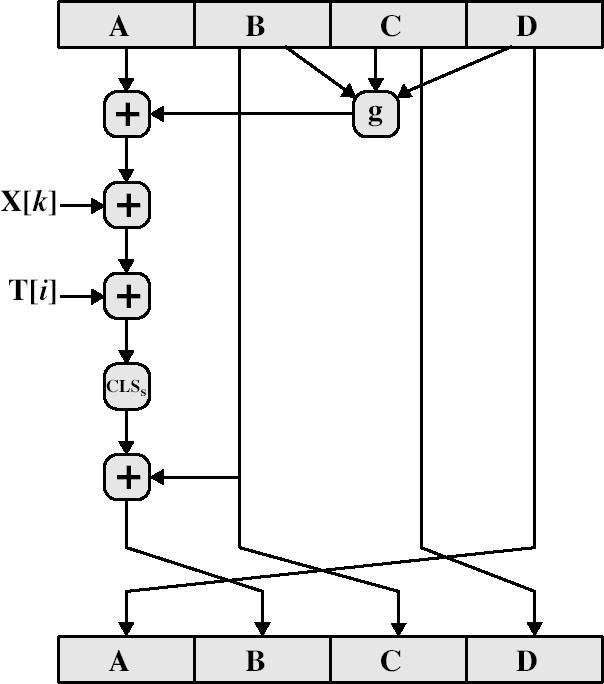 A B C D
+ g
X[k] +
T[i] +
CLSs
+
A B C D